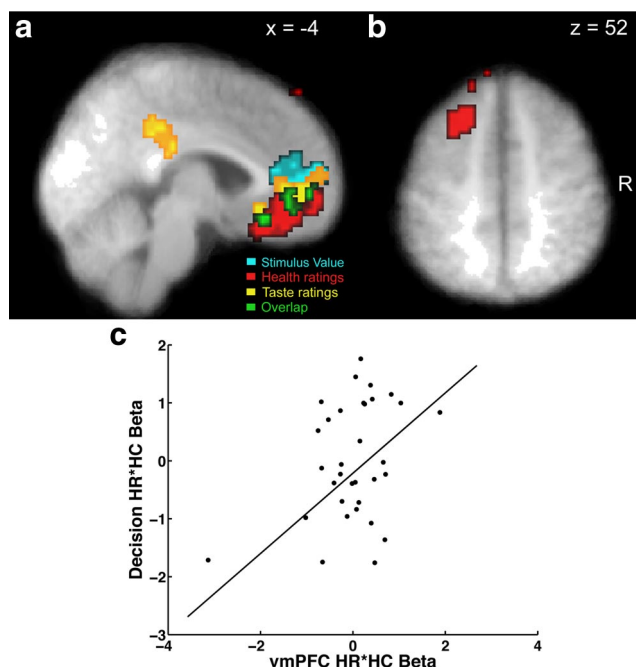 a
x = -4
b
z = 52
R
Stimulus Value
Health ratings
Taste ratings
Overlap
c
2
1
0
−1
−2
−3
Decision HR*HC Beta
−4
−2
0
2
4
vmPFC HR*HC Beta